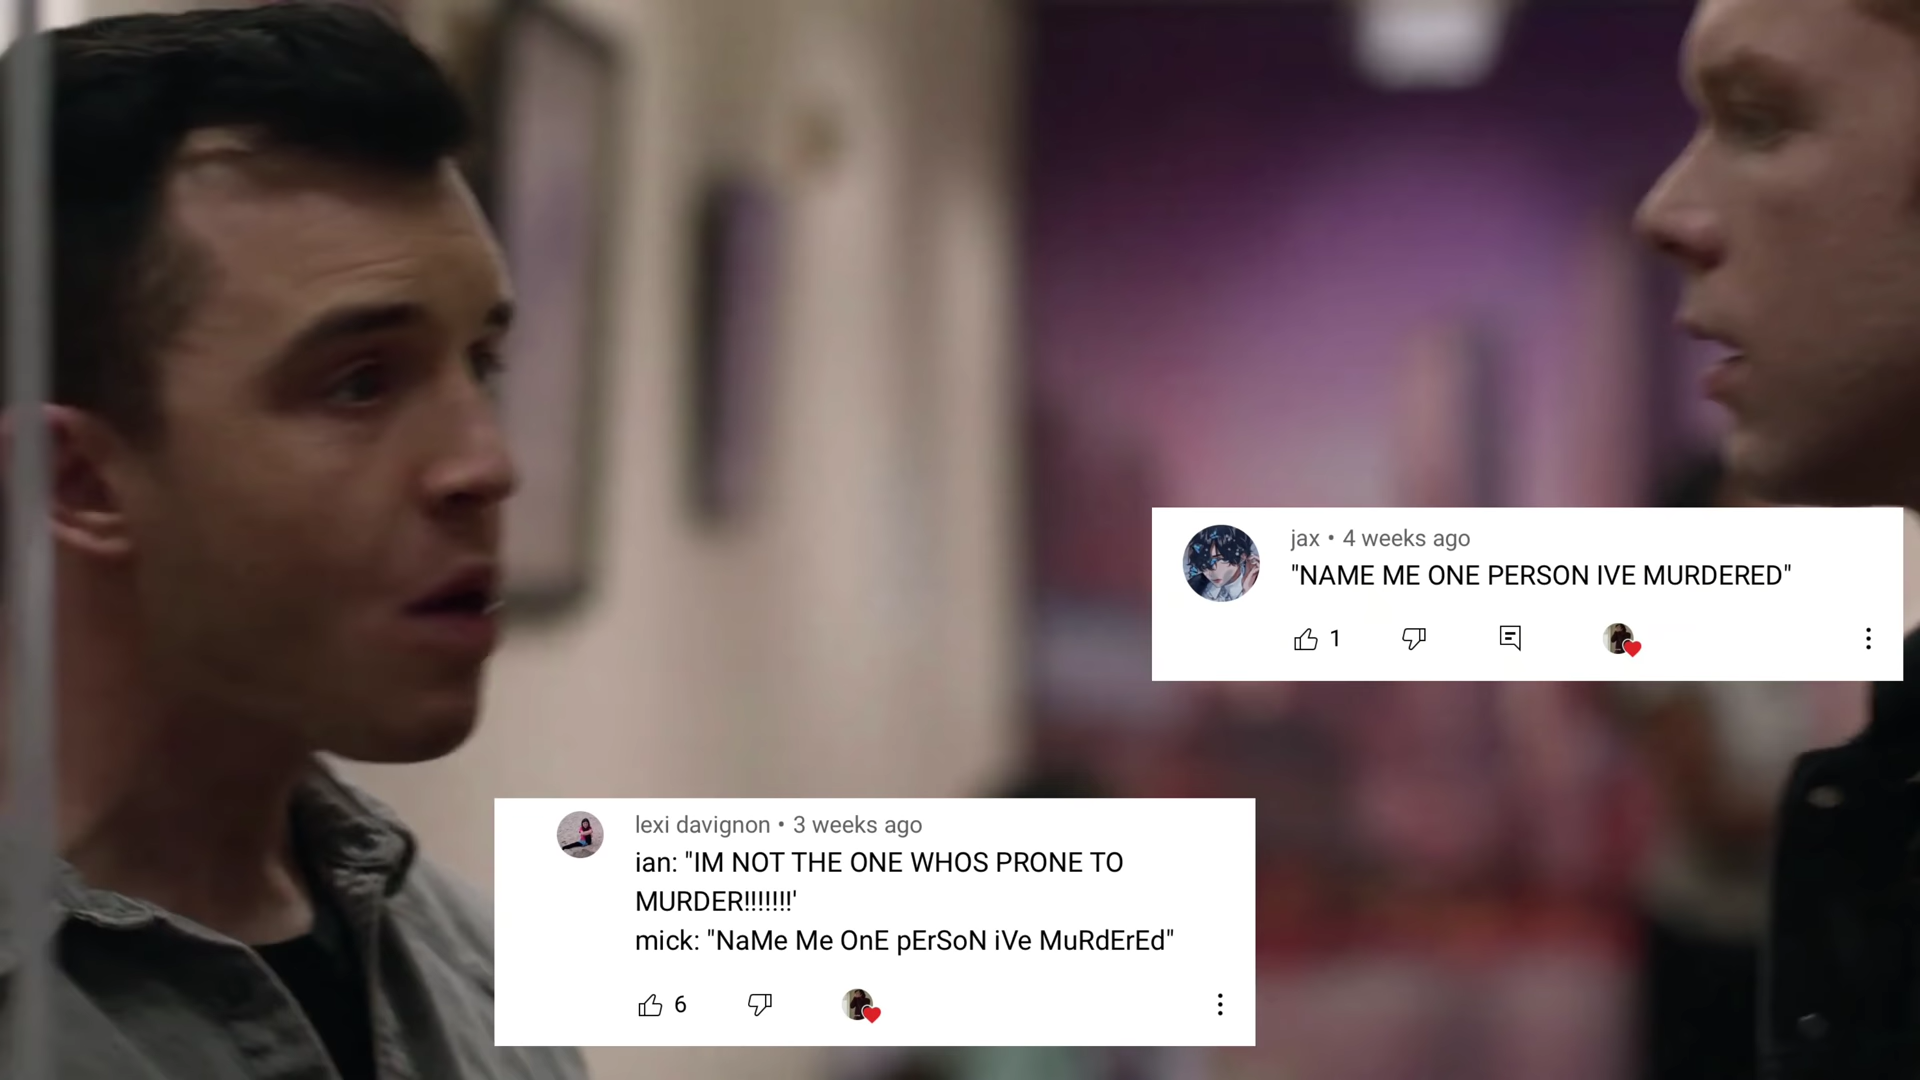 jax • 4 weeks ago
"NAME ME ONE PERSON IVE MURDERED"
1
lexi davignon • 3 weeks ago
ian: "IM NOT THE ONE WHOS PRONE TO
MURDER!!!!!!!'
mick: "NaMe Me OnE pErSoN iVe MuRdErEd"
6